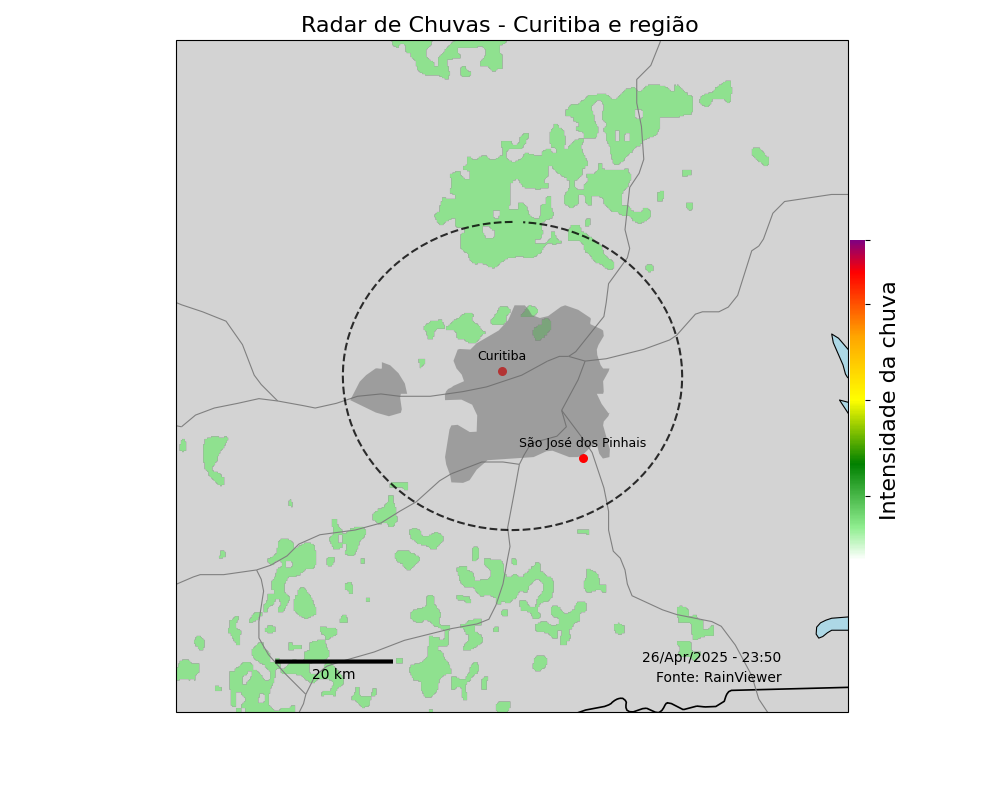 Radar de Chuvas - Curitiba e região
Curitiba
São José dos Pinhais
Intensidade da chuva
26/Apr/2025 - 23:50
Fonte: RainViewer
20 km